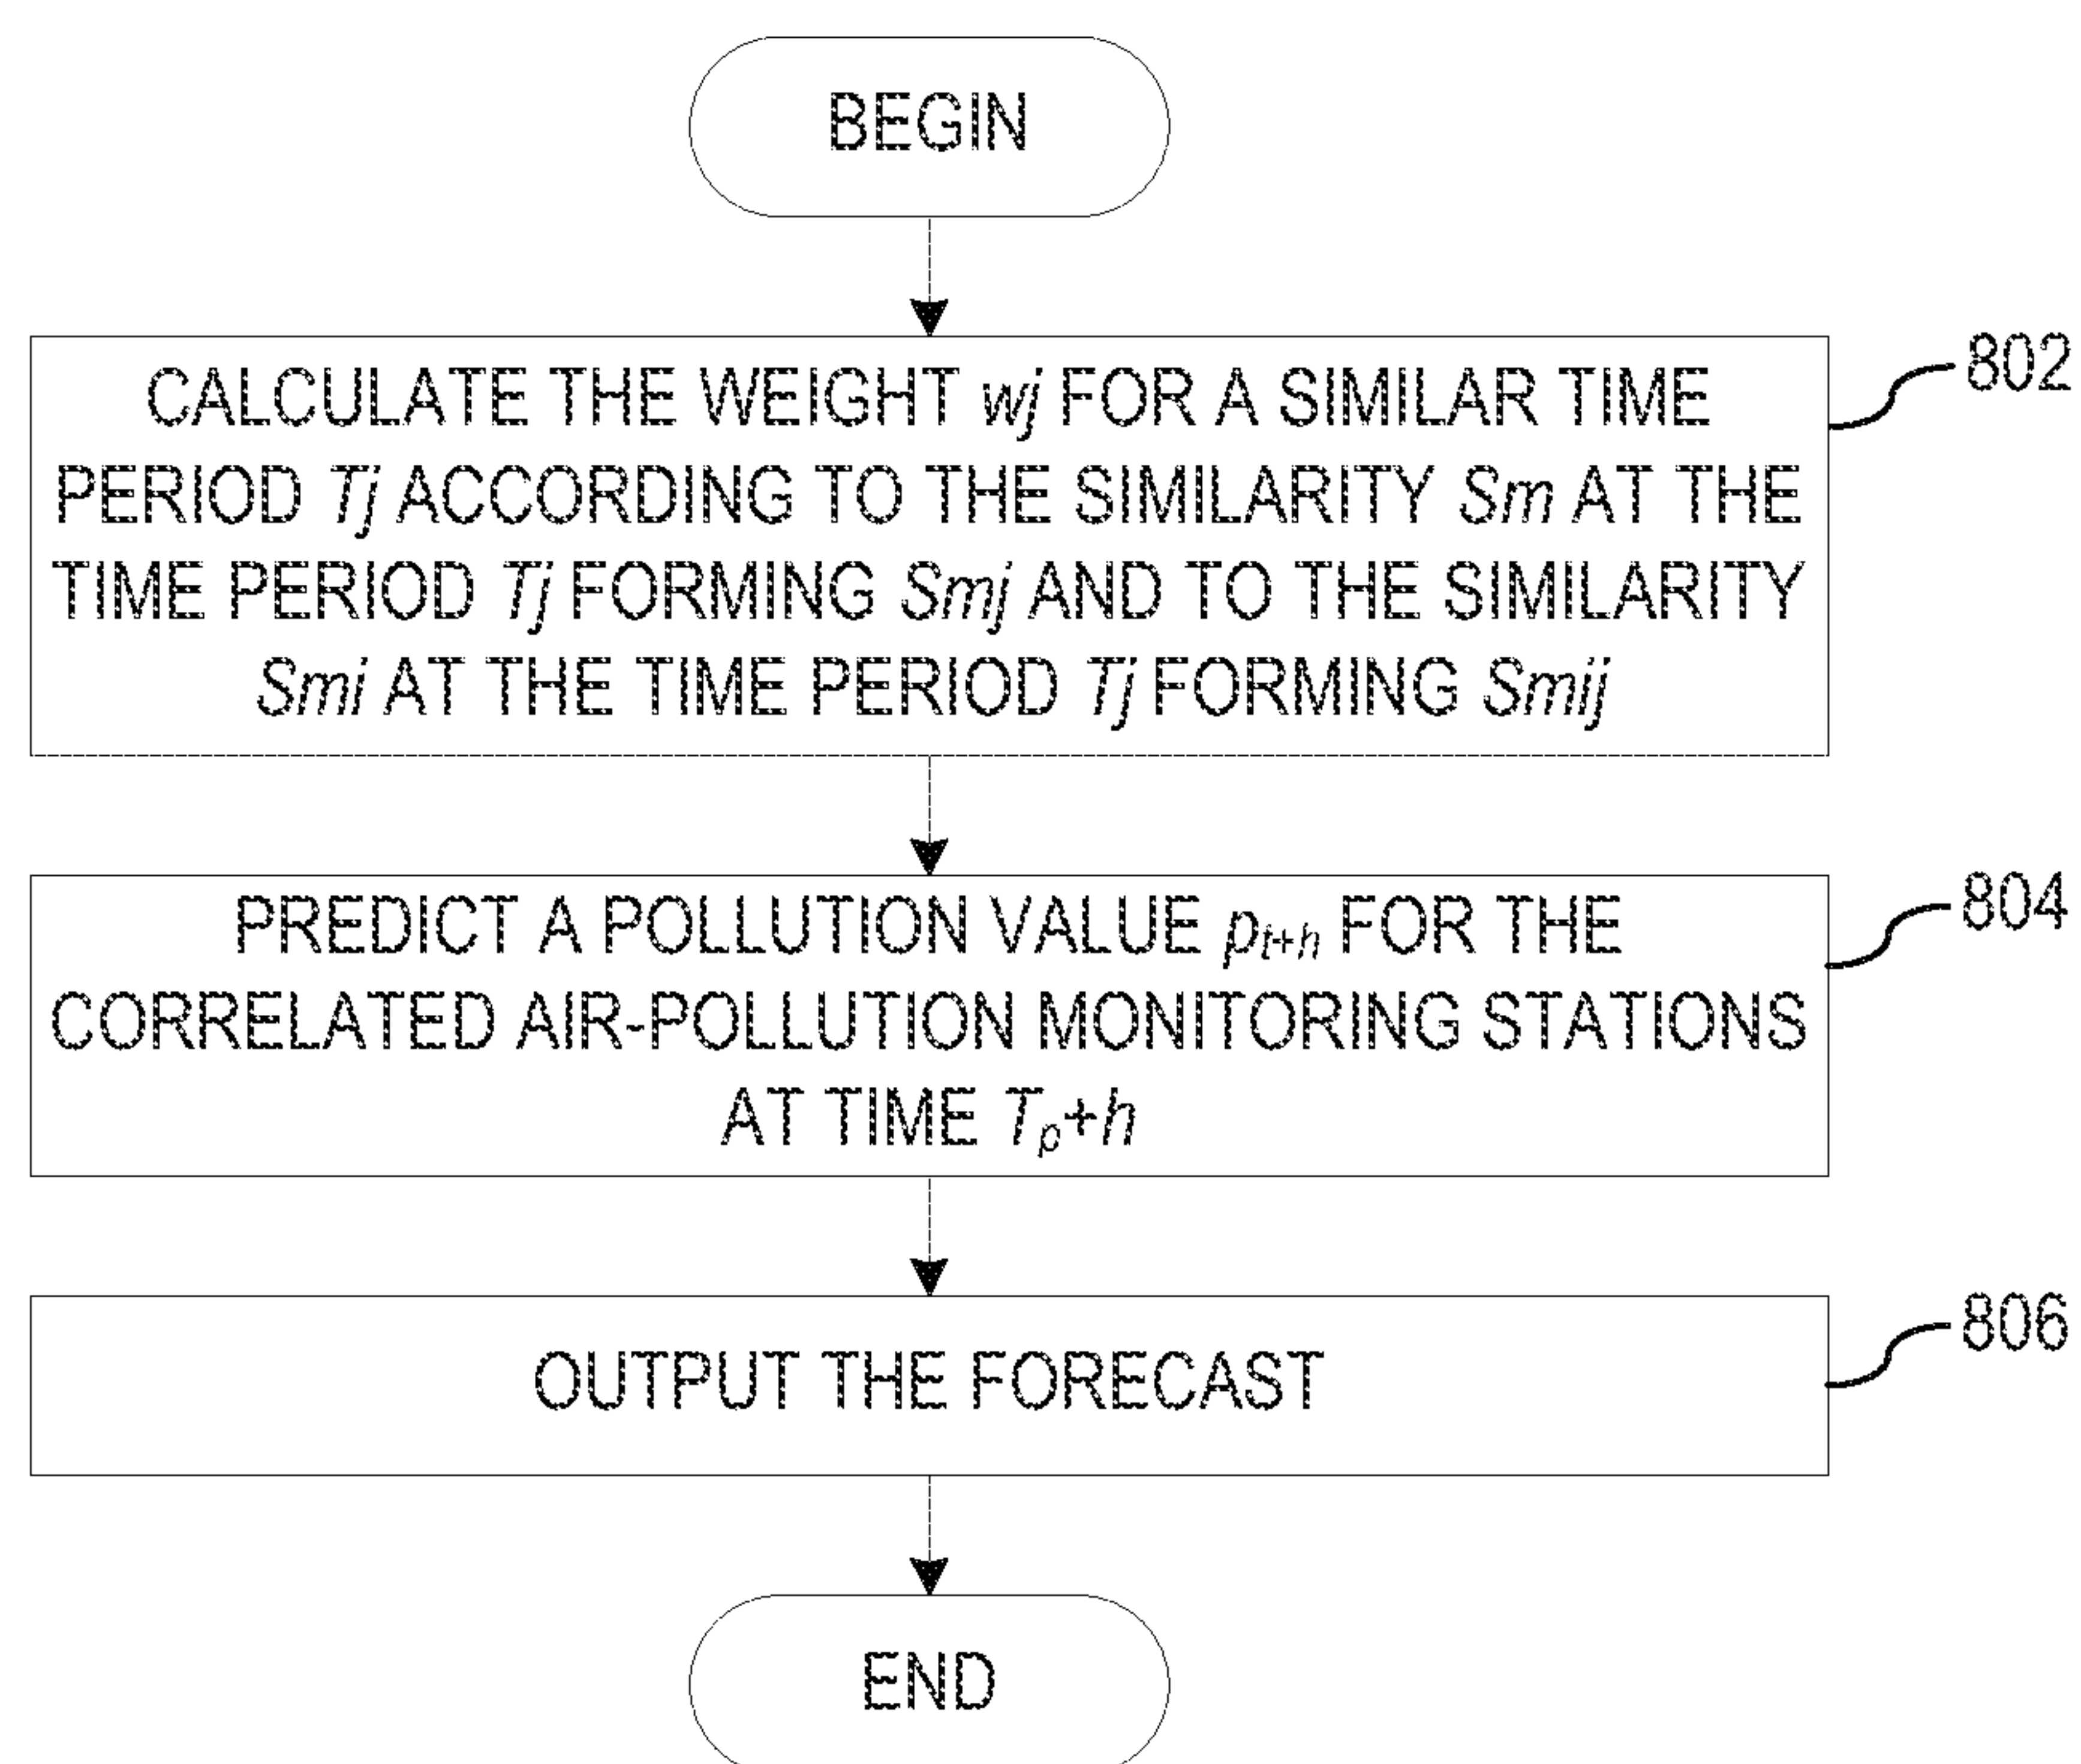 BEGIN
CALCULATE THE WEIGHT wj FOR A SIMILAR TIME
PERIOD Tj ACCORDING TO THE SIMILARITY Sm AT THE
TIME PERIOD Tj FORMING Smj AND TO THE SIMILARITY
Smi AT THE TIME PERIOD Tj FORMING Smij
802
PREDICT A POLLUTION VALUE pt+h FOR THE
CORRELATED AIR-POLLUTION MONITORING STATIONS
AT TIME Tp+h
804
OUTPUT THE FORECAST
806
END